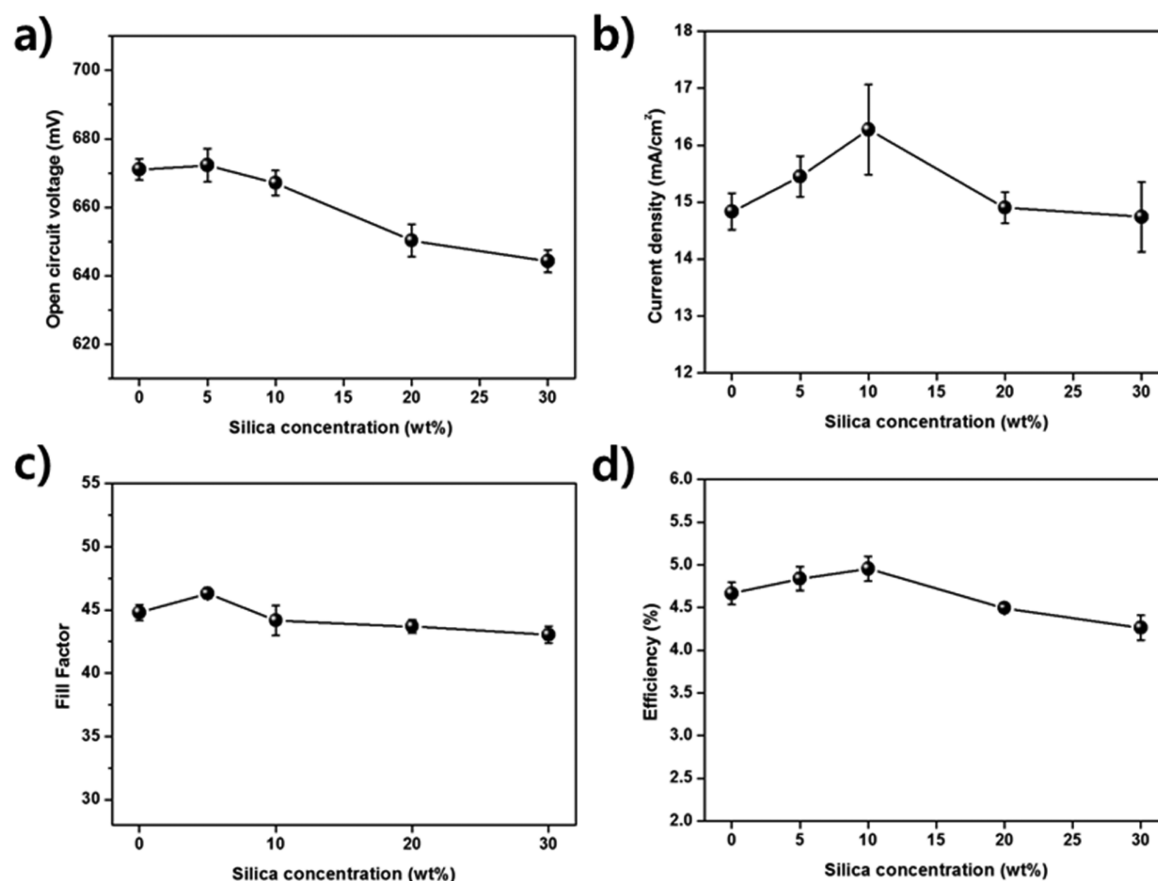 a)
Open circuit voltage (mV)
700
680
660
640
620
0 5 10 15 20 25 30
Silica concentration (wt%)
b)
Current density (mA/cm²)
18
17
16
15
14
13
12
0 5 10 15 20 25 30
Silica concentration (wt%)
c)
Fill Factor
55
50
45
40
35
30
0 5 10 15 20 25 30
Silica concentration (wt%)
d)
Efficiency (%)
6.0
5.5
5.0
4.5
4.0
3.5
3.0
2.5
2.0
0 5 10 15 20 25 30
Silica concentration (wt%)